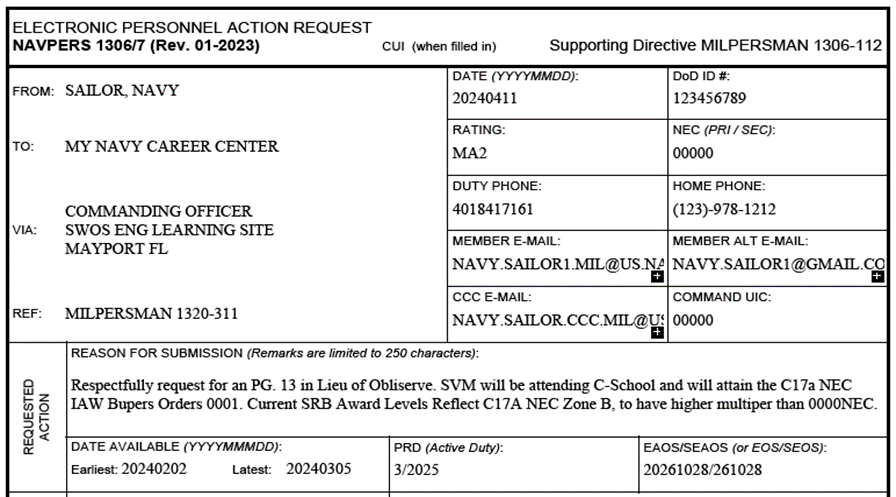 ELECTRONIC PERSONNEL ACTION REQUEST
NAVPERS 1306/7 (Rev. 01-2023) CUI (when filled in) Supporting Directive MILPERSMAN 1306-112
FROM: SAILOR, NAVY
DATE (YYYYMMDD):
20240411
DoD ID #:
123456789
TO: MY NAVY CAREER CENTER
RATING:
MA2
NEC (PRI / SEC):
00000
VIA:
COMMANDING OFFICER
SWOS ENG LEARNING SITE
MAYPORT FL
DUTY PHONE:
4018417161
HOME PHONE:
(123)-978-1212
MEMBER E-MAIL:
NAVY.SAILOR1.MIL@US.NA
MEMBER ALT E-MAIL:
NAVY.SAILOR1@GMAIL.CO
REF: MILPERSMAN 1320-311
CCC E-MAIL:
NAVY.SAILOR.CCC.MIL@US
COMMAND UIC:
00000
REQUESTED
ACTION
REASON FOR SUBMISSION (Remarks are limited to 250 characters):
Respectfully request for an PG. 13 in Lieu of Obliserve. SVM will be attending C-School and will attain the C17a NEC
IAW Bupers Orders 0001. Current SRB Award Levels Reflect C17A NEC Zone B, to have higher multiper than 0000NEC.
DATE AVAILABLE (YYYYMMMDD):
Earliest: 20240202 Latest: 20240305
PRD (Active Duty):
3/2025
EAOS/SEAOS (or EOS/SEOS):
20261028/261028